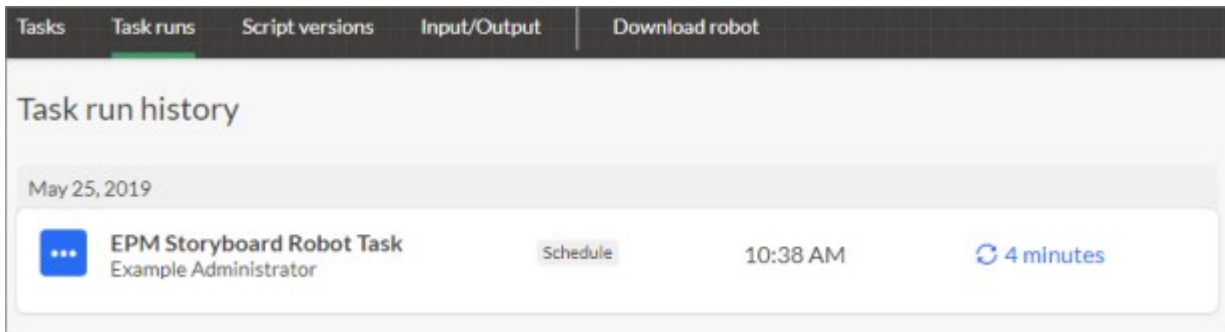 Tasks Task runs Script versions Input/Output Download robot
Task run history
May 25, 2019
EPM Storyboard Robot Task Schedule 10:38 AM 4 minutes
Example Administrator